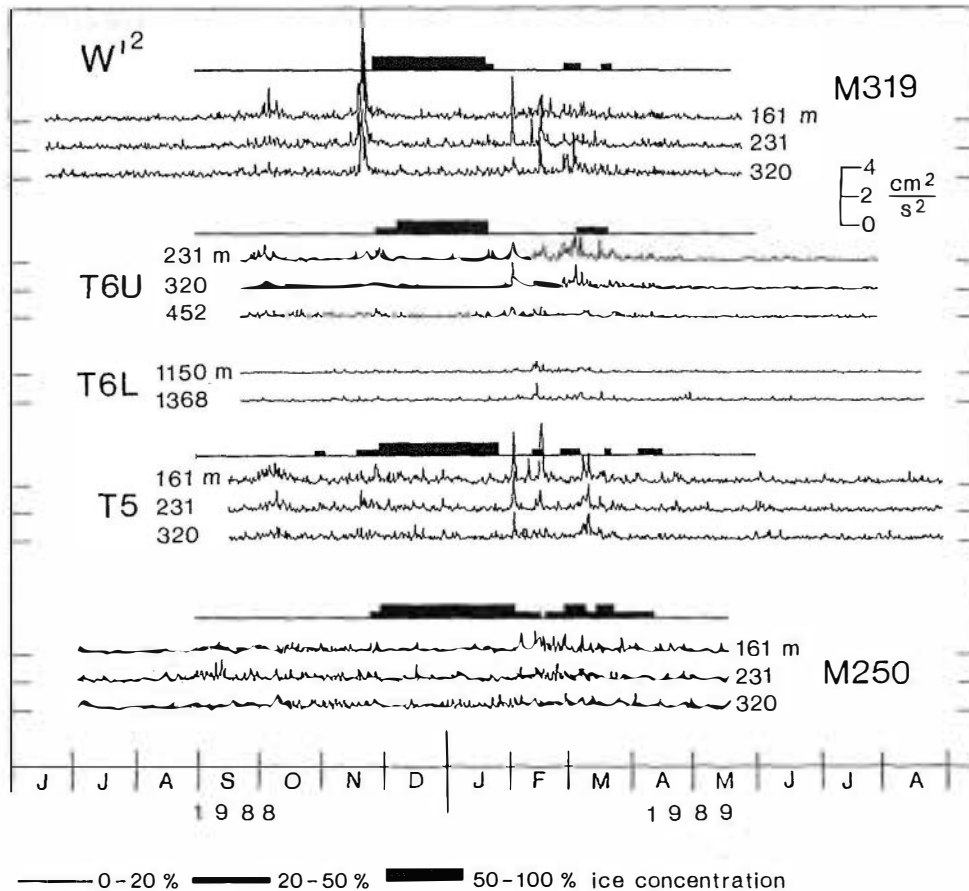 W'²
M319
161 m
231
320
4
2
0
cm²
s²
231 m
T6U
320
452
1150 m
T6L
1368
161 m
T5
231
320
161 m
231
M250
320
J J A S O N D J F M A M J J A
1988 1989
0-20 % 20-50 % 50-100 % ice concentration